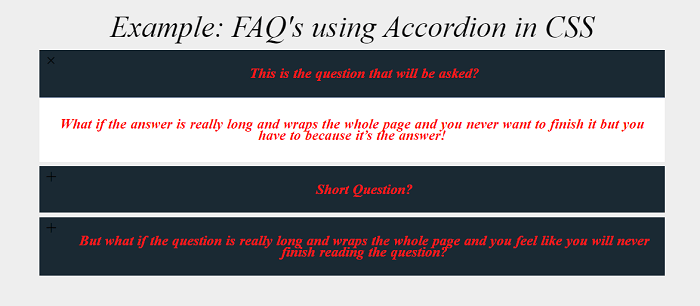 Example: FAQ's using Accordion in CSS
×
This is the question that will be asked?
What if the answer is really long and wraps the whole page and you never want to finish it but you
have to because it's the answer!
+
Short Question?
+
But what if the question is really long and wraps the whole page and you feel like you will never
finish reading the question?